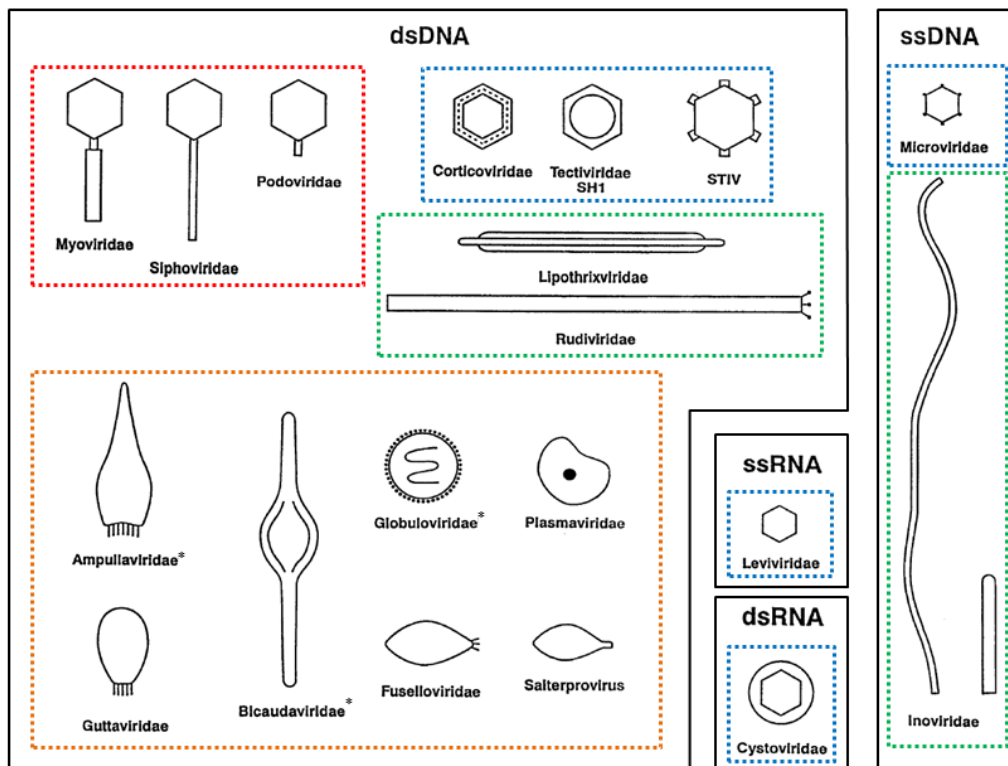 dsDNA
Myoviridae
Siphoviridae
Podoviridae
Corticoviridae
Tectiviridae
SH1
STIV
Lipothrixviridae
Rudiviridae
Ampullaviridae*
Bicaudaviridae*
Globuloviridae*
Plasmaviridae
Guttaviridae
Fuselloviridae
Salterprovirus
ssRNA
Leviviridae
dsRNA
Cystoviridae
ssDNA
Microviridae
Inoviridae